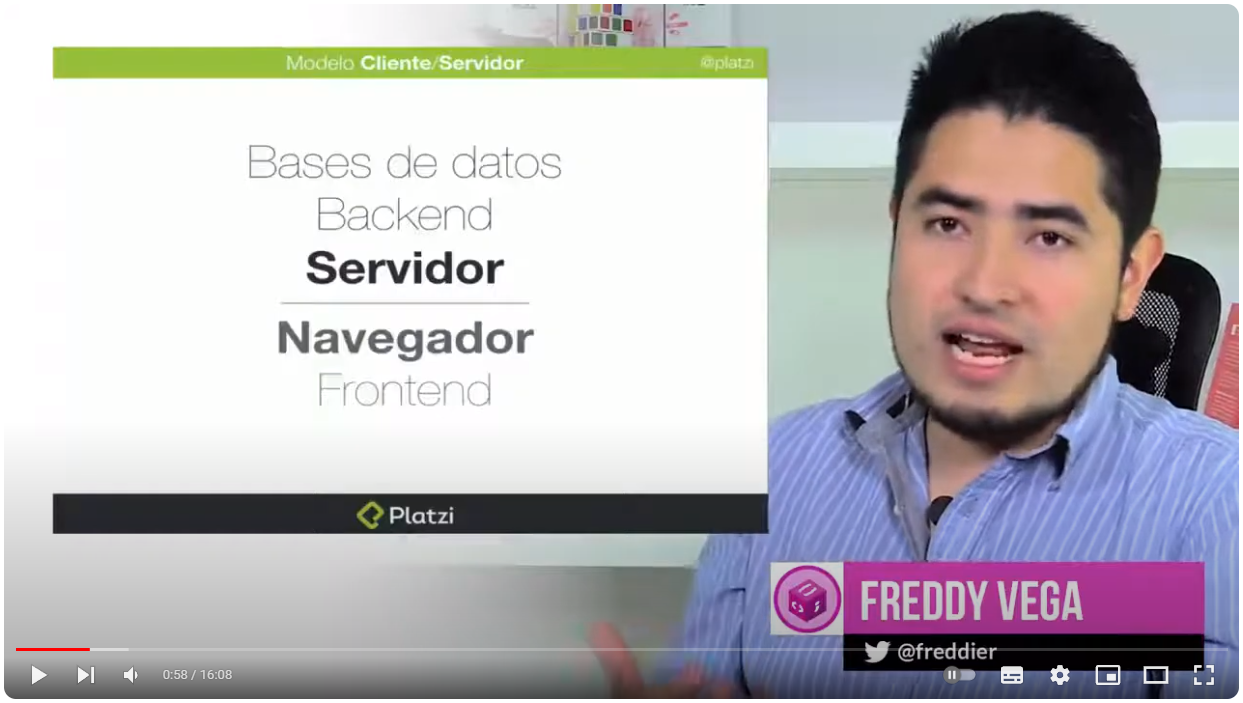 Modelo Cliente/Servidor
@platzi
Bases de datos
Backend
Servidor
Navegador
Frontend
Platzi
FREDDY VEGA
@freddier
0:58 / 16:08